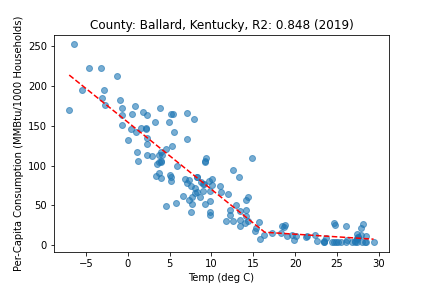 County: Ballard, Kentucky, R2: 0.848 (2019)
Per-Capita Consumption (MMBtu/1000 Households)
250
200
150
100
50
0
−5 0 5 10 15 20 25 30
Temp (deg C)